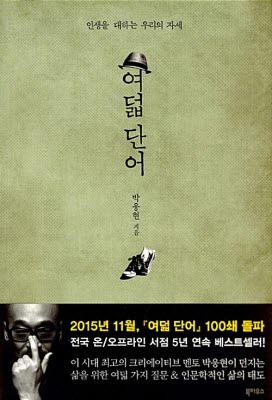 인생을 대하는 우리의 자세
여덟 단어
박웅현 지음
2015년 11월, 『여덟 단어』 100쇄 돌파
전국 온/오프라인 서점 5년 연속 베스트셀러!
이 시대 최고의 크리에이티브 멘토 박웅현이 던지는
삶을 위한 여덟 가지 질문 & 인문학적인 삶의 태도
북하우스